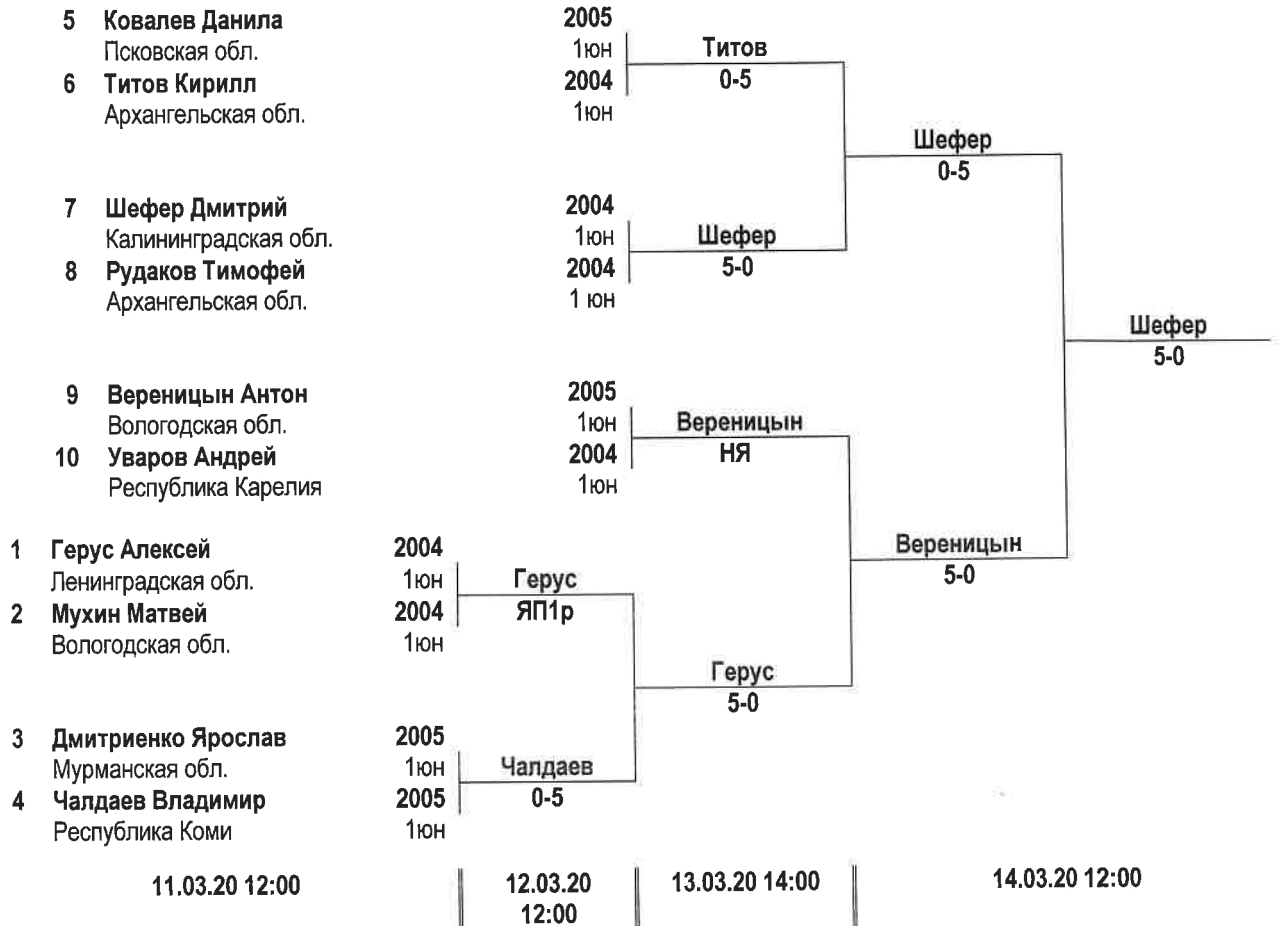 5 Ковалев Данила 2005
Псковская обл. 1юн Титов
6 Титов Кирилл 2004 0-5
Архангельская обл. 1юн
Шефер
0-5
7 Шефер Дмитрий 2004
Калининградская обл. 1юн Шефер
8 Рудаков Тимофей 2004 5-0
Архангельская обл. 1 юн
Шефер
5-0
9 Вереницын Антон 2005
Вологодская обл. 1юн Вереницын
10 Уваров Андрей 2004 НЯ
Республика Карелия 1юн
1 Герус Алексей 2004 Вереницын
Ленинградская обл. 1юн Герус 5-0
2 Мухин Матвей 2004 ЯП1р
Вологодская обл. 1юн
Герус
5-0
3 Дмитриенко Ярослав 2005
Мурманская обл. 1юн Чалдаев
4 Чалдаев Владимир 2005 0-5
Республика Коми 1юн
11.03.20 12:00 12.03.20 13.03.20 14:00 14.03.20 12:00
12:00